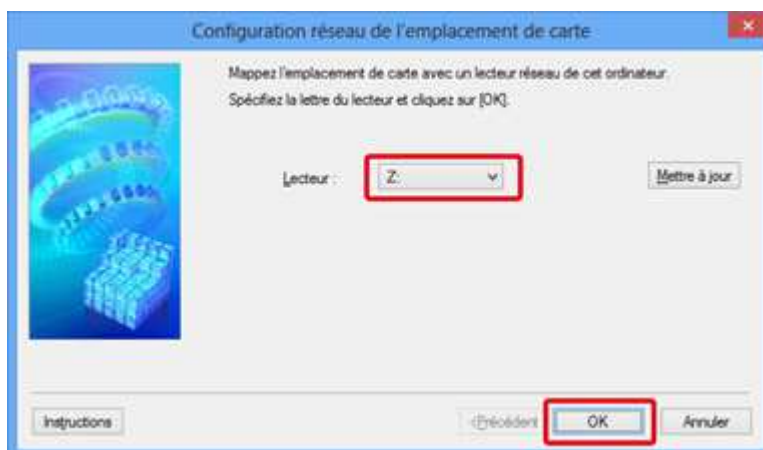 Configuration réseau de l'emplacement de carte
Mappez l'emplacement de carte avec un lecteur réseau de cet ordinateur.
Spécifiez la lettre du lecteur et cliquez sur [OK].
Lecteur : Z: Mettre à jour
Instructions <Précédent OK Annuler